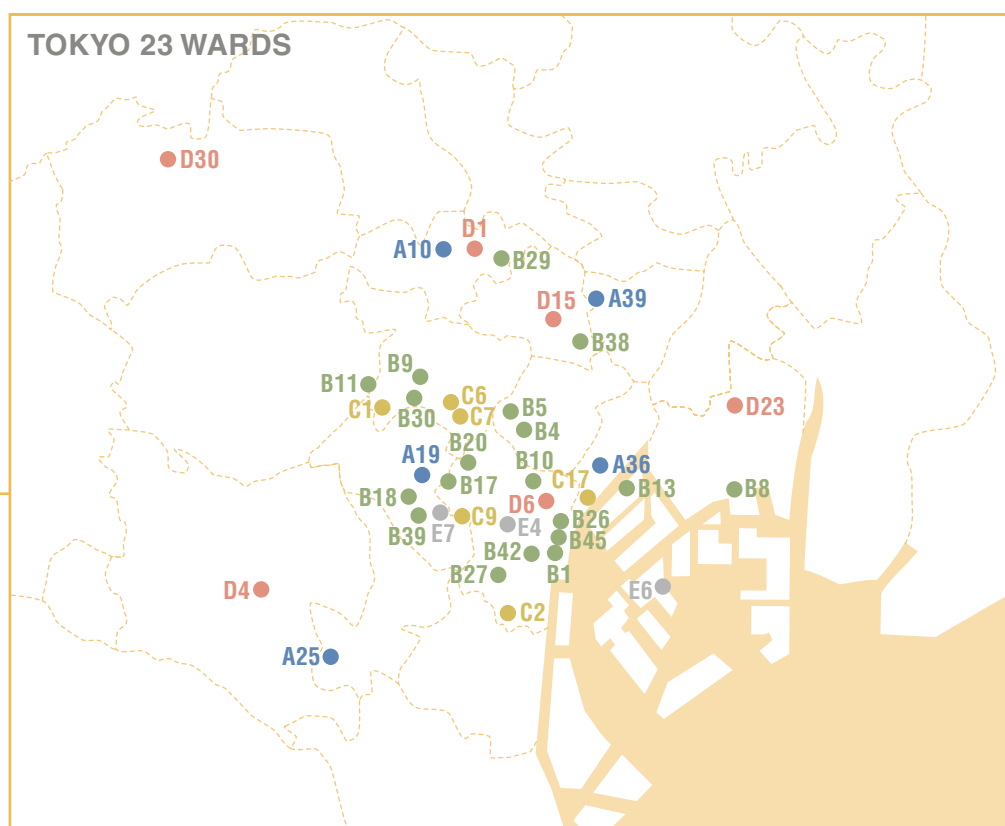 TOKYO 23 WARDS
D30
D1
A10
B29
A39
D15
B38
B9
B11
C6
C1
B30
C7
B5
D23
B4
B20
A19
B10
A36
C17
B17
B13
B8
B18
D6
B26
E4
E7
C9
B39
B45
B42
B1
B27
D4
E6
C2
A25